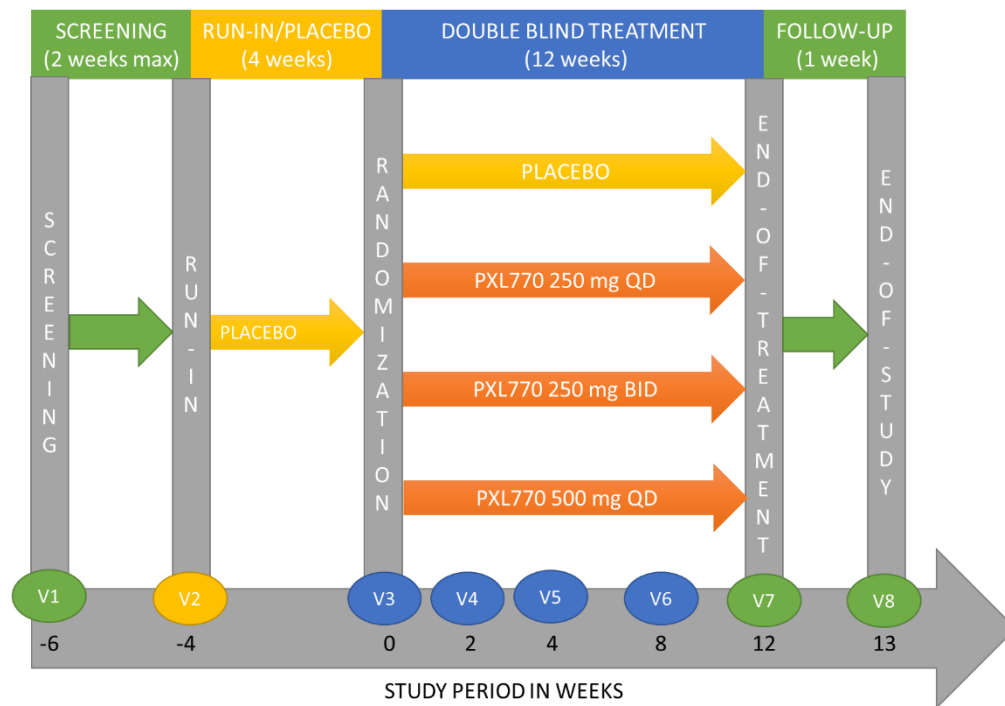 SCREENING
(2 weeks max)
RUN-IN/PLACEBO
(4 weeks)
DOUBLE BLIND TREATMENT
(12 weeks)
FOLLOW-UP
(1 week)
SCREENING
RUN-IN
RANDOMIZATION
END-OF-TREATMENT
END-OF-STUDY
PLACEBO
PLACEBO
PXL770 250 mg QD
PXL770 250 mg BID
PXL770 500 mg QD
V1 V2 V3 V4 V5 V6 V7 V8
-6 -4 0 2 4 8 12 13
STUDY PERIOD IN WEEKS